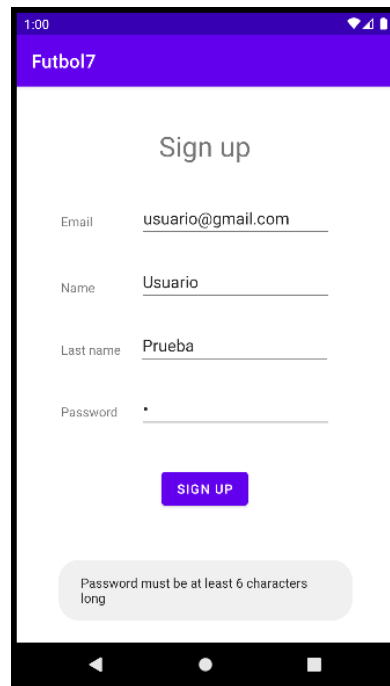 1:00
Futbol7
Sign up
Email usuario@gmail.com
Name Usuario
Last name Prueba
Password •
SIGN UP
Password must be at least 6 characters
long